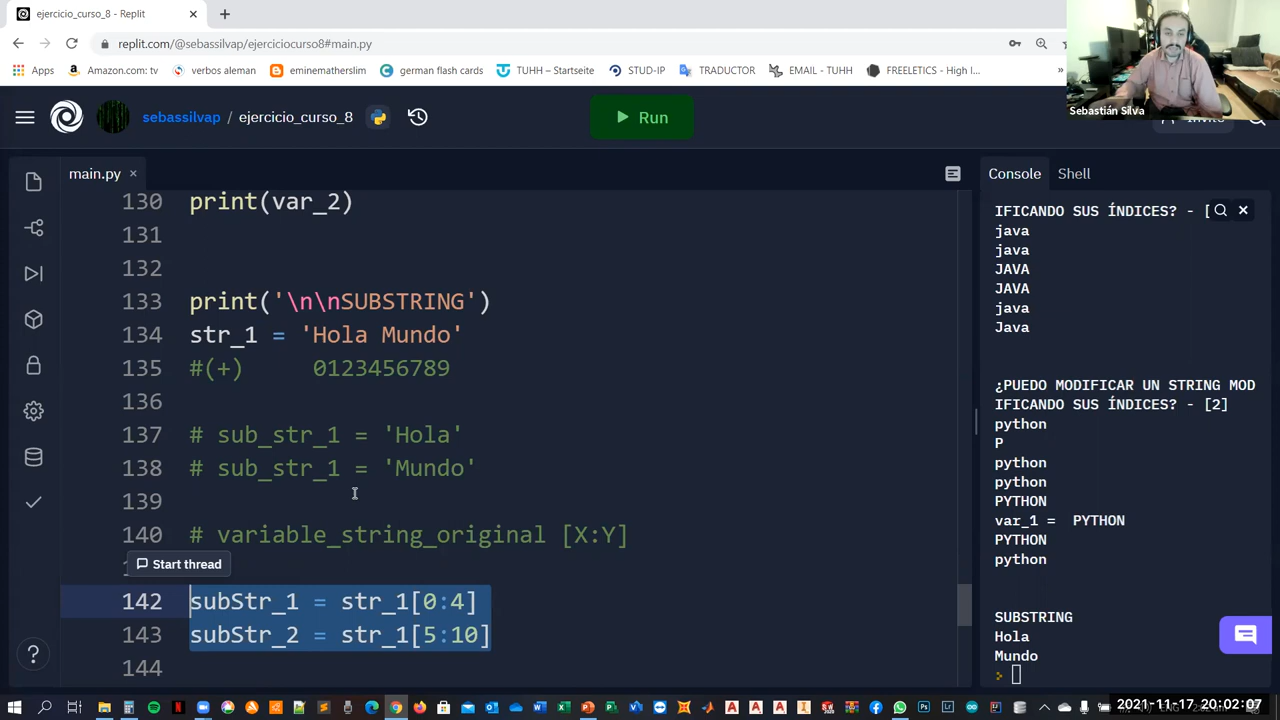 ejercicio_curso_8 - Replit
replit.com/@sebassilvap/ejerciciocurso8#main.py
Apps
Amazon.com: tv
verbos aleman
eminematherslim
german flash cards
TUHH – Startseite
STUD-IP
TRADUCTOR
EMAIL - TUHH
FREELETICS - High I...
»
Sebastián Silva
sebassilvap / ejercicio_curso_8
Run
main.py
Console
Shell
130 print(var_2)
131
132
133 print('\n\nSUBSTRING')
134 str_1 = 'Hola Mundo'
135 #(+) 0123456789
136
137 # sub_str_1 = 'Hola'
138 # sub_str_1 = 'Mundo'
139
140 # variable_string_original [X:Y]
Start thread
142 subStr_1 = str_1[0:4]
143 subStr_2 = str_1[5:10]
144
IFICANDO SUS ÍNDICES? - [
java
java
JAVA
JAVA
java
Java
¿PUEDO MODIFICAR UN STRING MOD
IFICANDO SUS ÍNDICES? - [2]
python
P
python
python
PYTHON
var_1 =  PYTHON
PYTHON
python
SUBSTRING
Hola
Mundo
2021-11-17 20:02:07